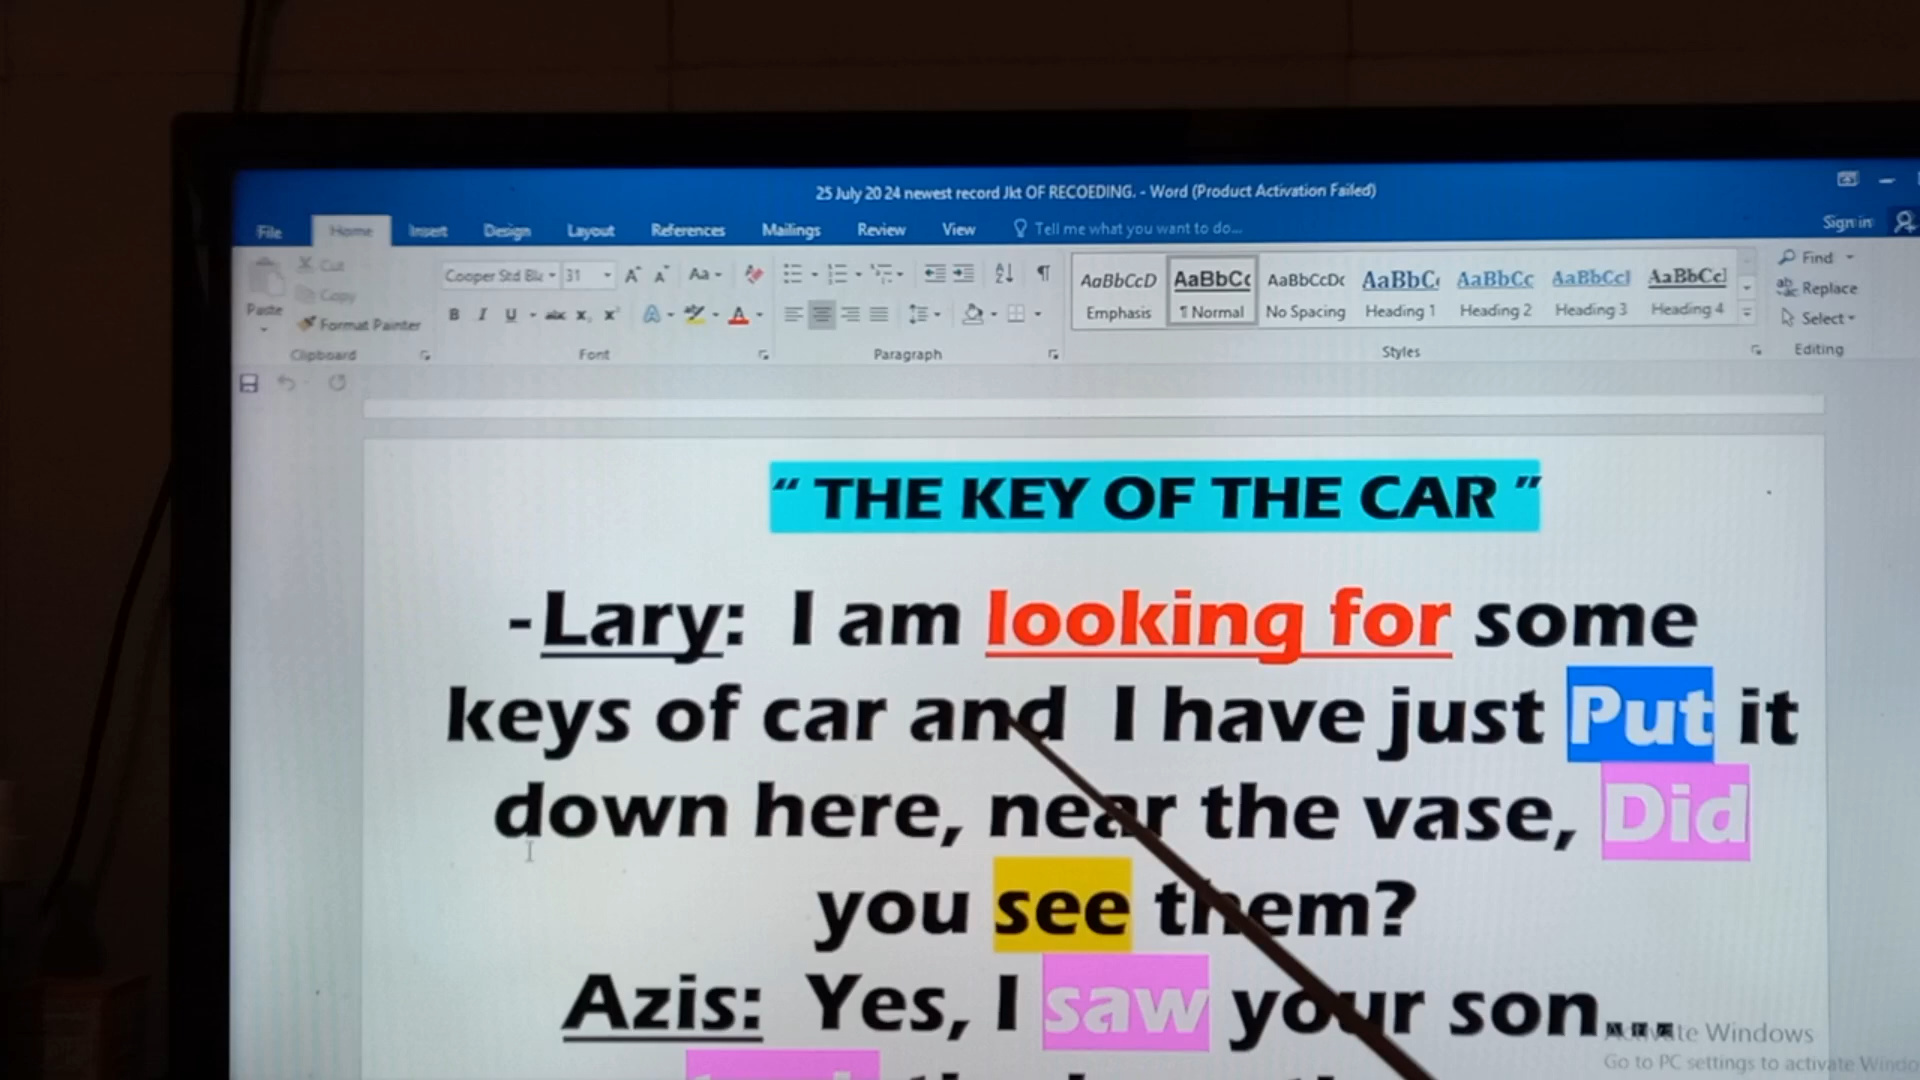 25 July 20 24 newest record Jkt OF RECOEDING. - Word (Product Activation Failed)
Sign in
File Home Insert Design Layout References Mailings Review View Tell me what you want to do...
Cut
Copy
Paste
Format Painter
Clipboard
Cooper Std Bla 31
Font
Paragraph
AaBbCcD AaBbCc AaBbCcDc AaBbC AaBbCc AaBbCcI AaBbCcI
Emphasis ¶ Normal No Spacing Heading 1 Heading 2 Heading 3 Heading 4
Styles
Find
Replace
Select
Editing
“ THE KEY OF THE CAR ”
-Lary: I am looking for some
keys of car and I have just Put it
down here, near the vase, Did
you see them?
Azis: Yes, I saw your son...
Activate Windows
Go to PC settings to activate Windo